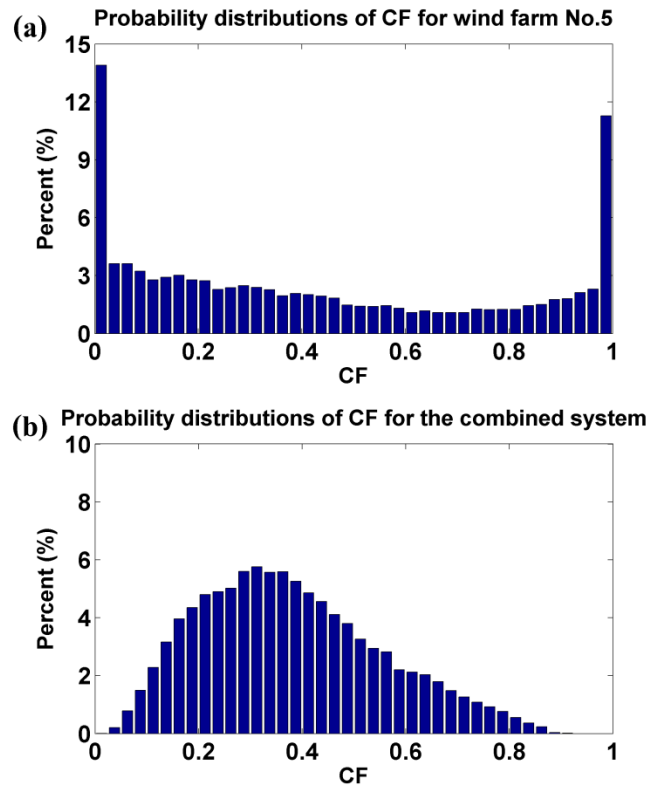 (a) Probability distributions of CF for wind farm No.5
15
12
9
6
3
0
Percent (%)
0 0.2 0.4 0.6 0.8 1
CF
(b) Probability distributions of CF for the combined system
10
8
6
4
2
0
Percent (%)
0 0.2 0.4 0.6 0.8 1
CF